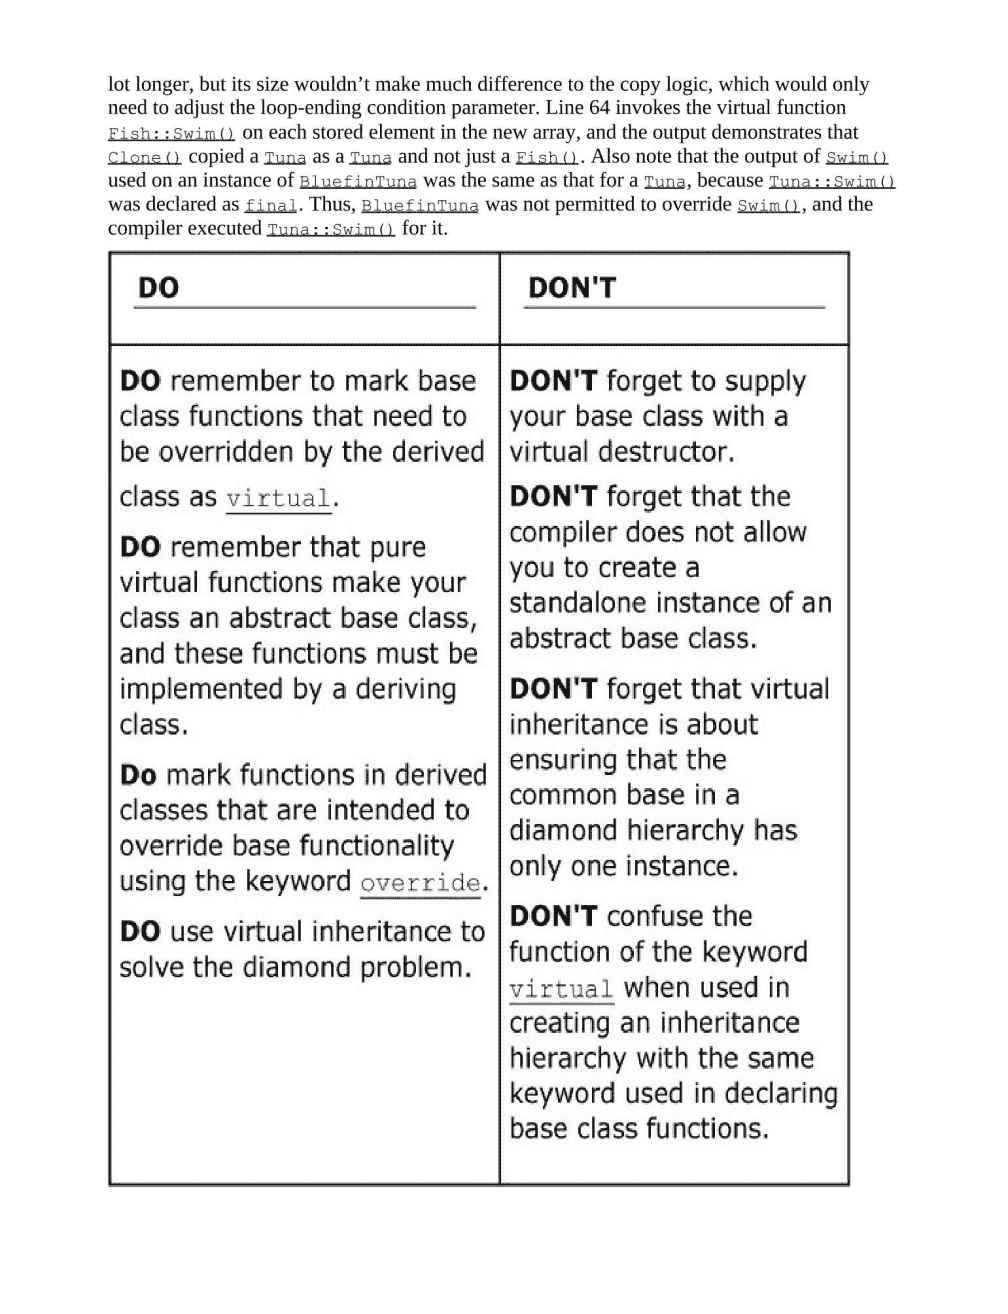 lot longer, but its size wouldn’t make much difference to the copy logic, which would only
need to adjust the loop-ending condition parameter. Line 64 invokes the virtual function
Fish::Swim() on each stored element in the new array, and the output demonstrates that
Clone() copied a Tuna as a Tuna and not just a Fish(). Also note that the output of Swim()
used on an instance of BluefinTuna was the same as that for a Tuna, because Tuna::Swim()
was declared as final. Thus, BluefinTuna was not permitted to override Swim(), and the
compiler executed Tuna::Swim() for it.
DO
DO remember to mark base
class functions that need to
be overridden by the derived
class as virtual.
DO remember that pure
virtual functions make your
class an abstract base class,
and these functions must be
implemented by a deriving
class.
Do mark functions in derived
classes that are intended to
override base functionality
using the keyword override.
DO use virtual inheritance to
solve the diamond problem.
DON'T
DON'T forget to supply
your base class with a
virtual destructor.
DON'T forget that the
compiler does not allow
you to create a
standalone instance of an
abstract base class.
DON'T forget that virtual
inheritance is about
ensuring that the
common base in a
diamond hierarchy has
only one instance.
DON'T confuse the
function of the keyword
virtual when used in
creating an inheritance
hierarchy with the same
keyword used in declaring
base class functions.